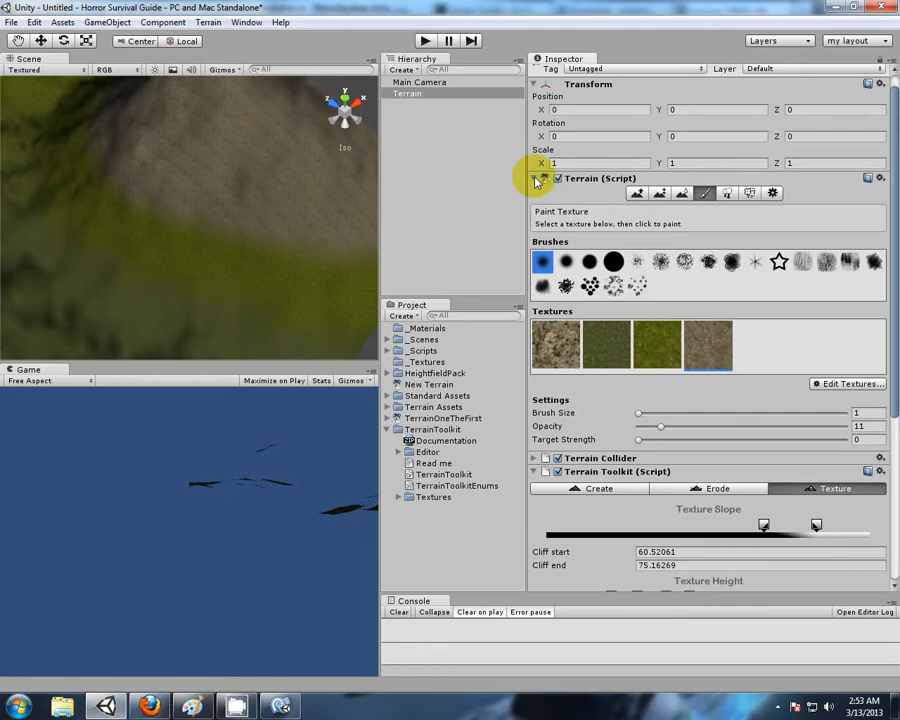 Unity - Untitled - Horror Survival Guide - PC and Mac Standalone*
File Edit Assets GameObject Component Terrain Window Help
Center Local Layers my layout
Scene
Textured RGB Gizmos All
y
z x
Iso
Game
Free Aspect Maximize on Play Stats Gizmos
Hierarchy
Create All
Main Camera
Terrain
Project
Create All
_Materials
_Scenes
_Scripts
_Textures
HeightfieldPack
New Terrain
Standard Assets
Terrain Assets
TerrainOneTheFirst
TerrainToolkit
Documentation
Editor
Read me
TerrainToolkit
TerrainToolkitEnums
Textures
Inspector
Tag Untagged Layer Default
Transform
Position
X 0 Y 0 Z 0
Rotation
X 0 Y 0 Z 0
Scale
X 1 Y 1 Z 1
Terrain (Script)
Paint Texture
Select a texture below, then click to paint
Brushes
Textures
Edit Textures...
Settings
Brush Size 1
Opacity 11
Target Strength 0
Terrain Collider
Terrain Toolkit (Script)
Create Erode Texture
Texture Slope
Cliff start 60.52061
Cliff end 75.16269
Texture Height
Console
Clear Collapse Clear on play Error pause Open Editor Log
2:53 AM
3/13/2013